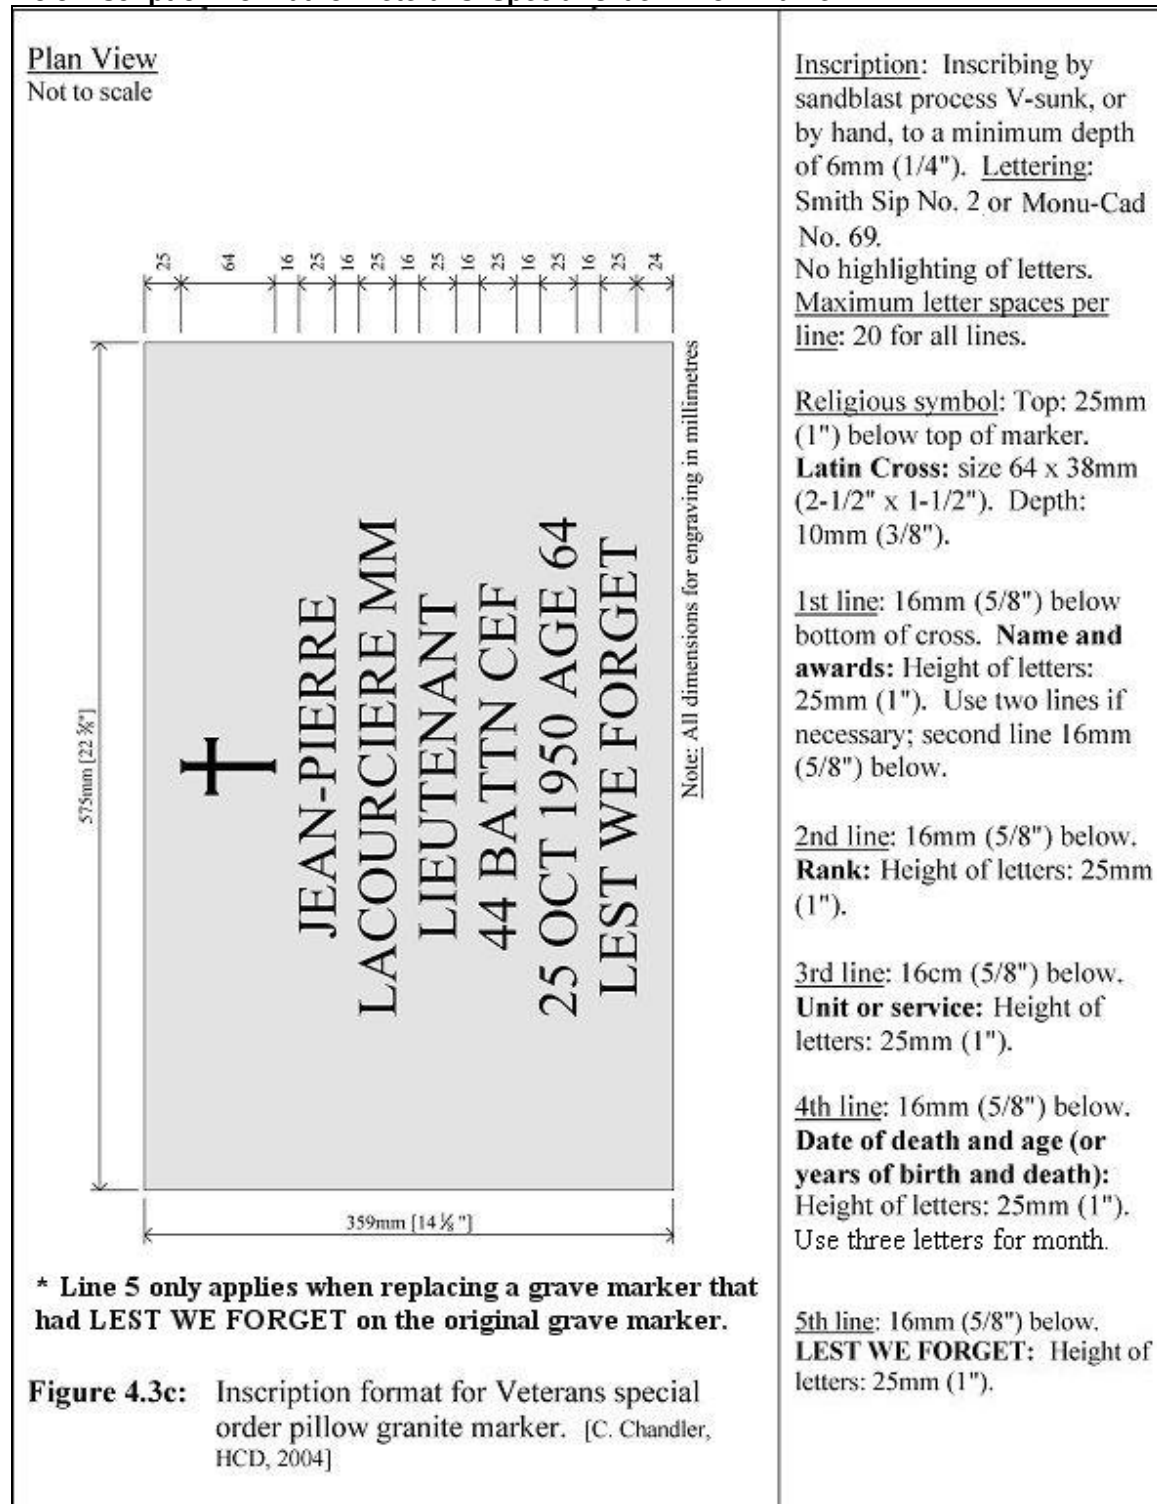 Plan View
Not to scale
25 64 16 25 16 25 16 25 16 25 16 25 16 25 24
575mm [22 5/8"]
JEAN-PIERRE
LACOURCIERE MM
LIEUTENANT
44 BATTN CEF
25 OCT 1950 AGE 64
LEST WE FORGET
Note: All dimensions for engraving in millimetres
359mm [14 1/8 "]
* Line 5 only applies when replacing a grave marker that
had LEST WE FORGET on the original grave marker.
Figure 4.3c: Inscription format for Veterans special
order pillow granite marker. [C. Chandler,
HCD, 2004]
Inscription: Inscribing by
sandblast process V-sunk, or
by hand, to a minimum depth
of 6mm (1/4"). Lettering:
Smith Sip No. 2 or Monu-Cad
No. 69.
No highlighting of letters.
Maximum letter spaces per
line: 20 for all lines.
Religious symbol: Top: 25mm
(1") below top of marker.
Latin Cross: size 64 x 38mm
(2-1/2" x 1-1/2"). Depth:
10mm (3/8").
1st line: 16mm (5/8") below
bottom of cross. Name and
awards: Height of letters:
25mm (1"). Use two lines if
necessary; second line 16mm
(5/8") below.
2nd line: 16mm (5/8") below.
Rank: Height of letters: 25mm
(1").
3rd line: 16cm (5/8") below.
Unit or service: Height of
letters: 25mm (1").
4th line: 16mm (5/8") below.
Date of death and age (or
years of birth and death):
Height of letters: 25mm (1").
Use three letters for month.
5th line: 16mm (5/8") below.
LEST WE FORGET: Height of
letters: 25mm (1").